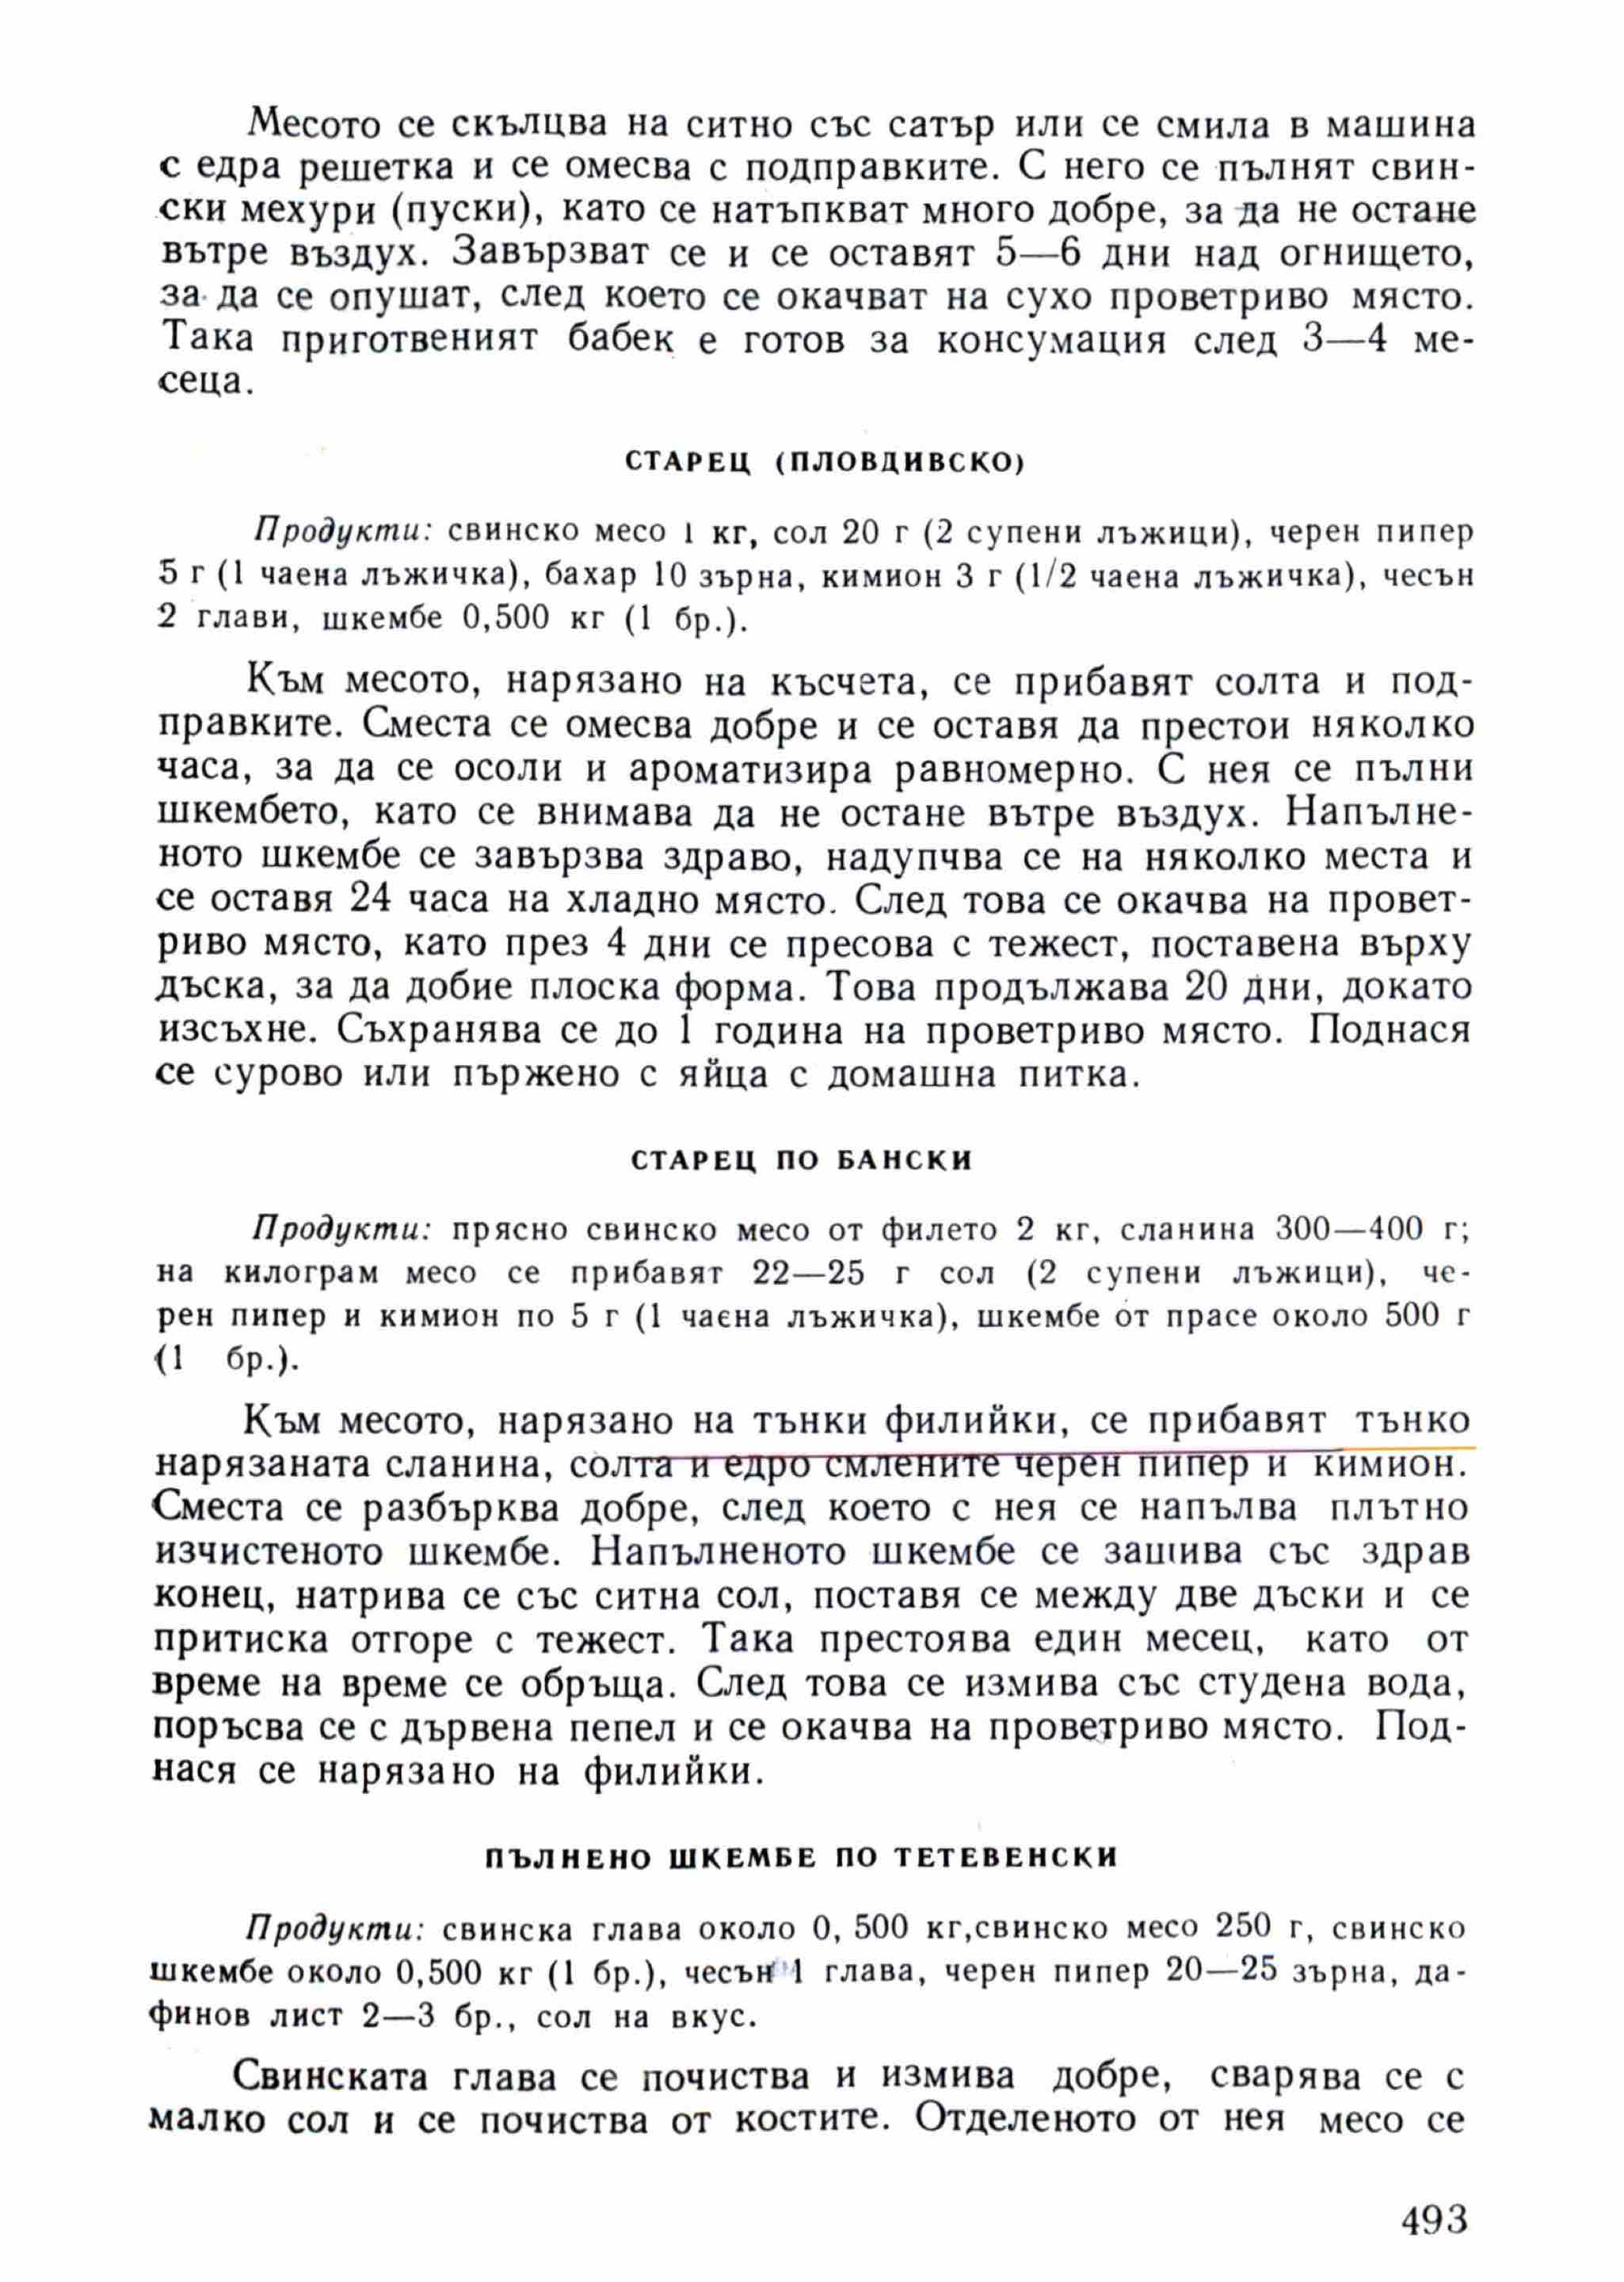 Месото се скълцва на ситно със сатър или се смила в машина
с едра решетка и се омесва с подправките. С него се пълнят свин-
ски мехури (пуски), като се натъпкват много добре, за да не остане
вътре въздух. Завързват се и се оставят 5—6 дни над огнището,
за да се опушат, след което се окачват на сухо проветриво място.
Така приготвеният бабек е готов за консумация след 3—4 ме-
сеца.
СТАРЕЦ (ПЛОВДИВСКО)
Продукти: свинско месо 1 кг, сол 20 г (2 супени лъжици), черен пипер
5 г (1 чаена лъжичка), бахар 10 зърна, кимион 3 г (1/2 чаена лъжичка), чесън
2 глави, шкембе 0,500 кг (1 бр.).
Към месото, нарязано на късчета, се прибавят солта и под-
правките. Сместа се омесва добре и се оставя да престои няколко
часа, за да се осоли и ароматизира равномерно. С нея се пълни
шкембето, като се внимава да не остане вътре въздух. Напълне-
ното шкембе се завързва здраво, надупчва се на няколко места и
се оставя 24 часа на хладно място. След това се окачва на провет-
риво място, като през 4 дни се пресова с тежест, поставена върху
дъска, за да добие плоска форма. Това продължава 20 дни, докато
изсъхне. Съхранява се до 1 година на проветриво място. Поднася
се сурово или пържено с яйца с домашна питка.
СТАРЕЦ ПО БАНСКИ
Продукти: прясно свинско месо от филето 2 кг, сланина 300—400 г;
на килограм месо се прибавят 22—25 г сол (2 супени лъжици), че-
рен пипер и кимион по 5 г (1 чаена лъжичка), шкембе от прасе около 500 г
(1 бр.).
Към месото, нарязано на тънки филийки, се прибавят тънко
нарязаната сланина, солта и едро смлените черен пипер и кимион.
Сместа се разбърква добре, след което с нея се напълва плътно
изчистеното шкембе. Напълненото шкембе се зашива със здрав
конец, натрива се със ситна сол, поставя се между две дъски и се
притиска отгоре с тежест. Така престоява един месец, като от
време на време се обръща. След това се измива със студена вода,
поръсва се с дървена пепел и се окачва на проветриво място. Под-
нася се нарязано на филийки.
ПЪЛНЕНО ШКЕМБЕ ПО ТЕТЕВЕНСКИ
Продукти: свинска глава около 0, 500 кг,свинско месо 250 г, свинско
шкембе около 0,500 кг (1 бр.), чесън 1 глава, черен пипер 20—25 зърна, да-
финов лист 2—3 бр., сол на вкус.
Свинската глава се почиства и измива добре, сварява се с
малко сол и се почиства от костите. Отделеното от нея месо се
493